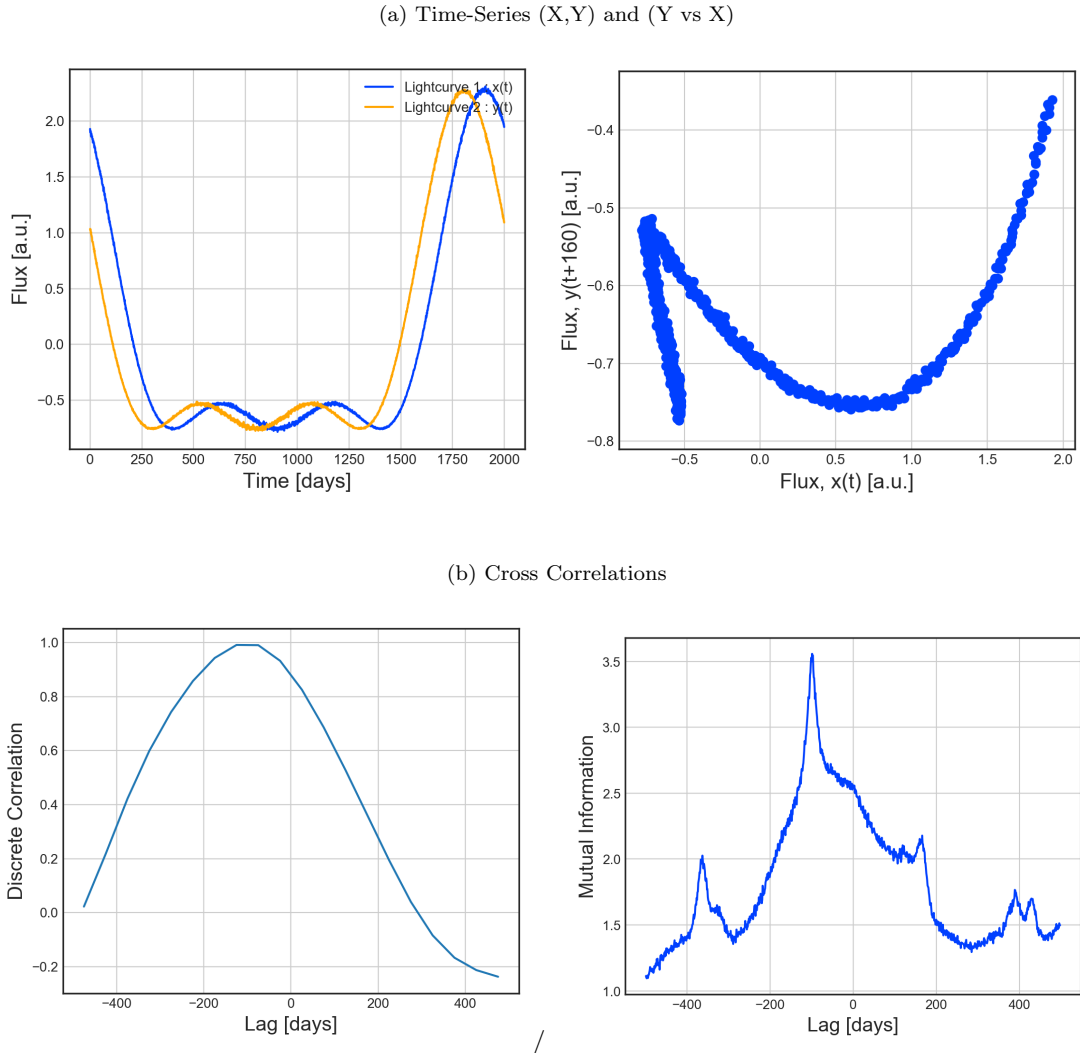 (a) Time-Series (X,Y) and (Y vs X)
Lightcurve 1 : x(t)
Lightcurve 2 : y(t)
Flux [a.u.]
2.0
1.5
1.0
0.5
0.0
−0.5
0 250 500 750 1000 1250 1500 1750 2000
Time [days]
Flux, y(t+160) [a.u.]
−0.4
−0.5
−0.6
−0.7
−0.8
−0.5 0.0 0.5 1.0 1.5 2.0
Flux, x(t) [a.u.]
(b) Cross Correlations
Discrete Correlation
1.0
0.8
0.6
0.4
0.2
0.0
−0.2
−400 −200 0 200 400
Lag [days]
Mutual Information
3.5
3.0
2.5
2.0
1.5
1.0
−400 −200 0 200 400
Lag [days]
/